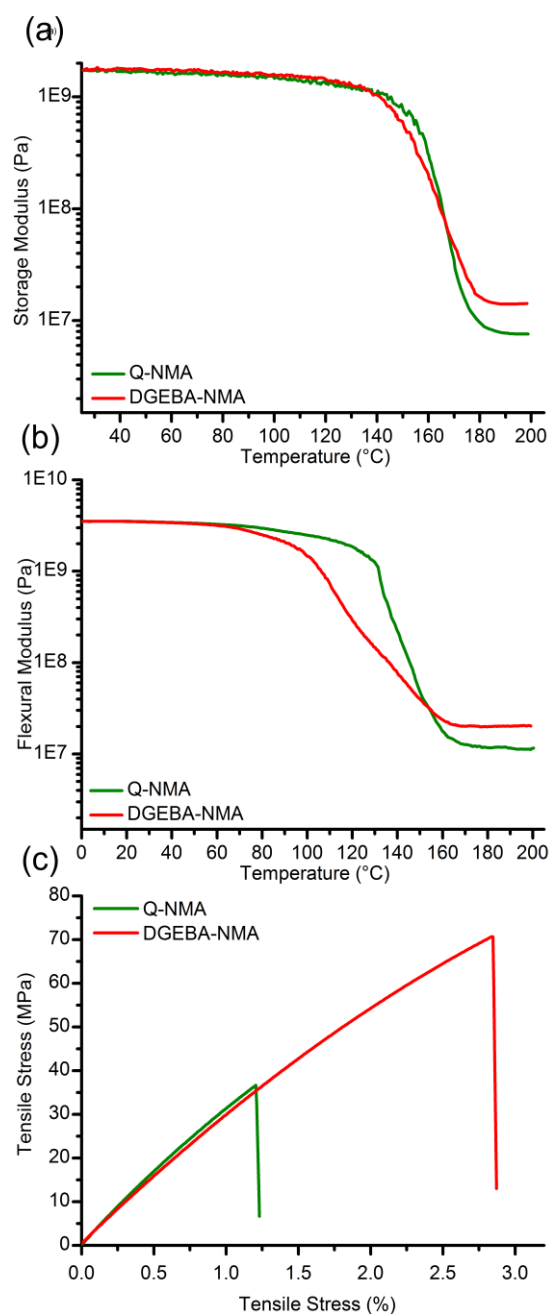 (a)
Storage Modulus (Pa)
1E9
1E8
1E7
Q-NMA
DGEBA-NMA
40 60 80 100 120 140 160 180 200
Temperature (°C)
(b)
Flexural Modulus (Pa)
1E10
1E9
1E8
1E7
Q-NMA
DGEBA-NMA
0 20 40 60 80 100 120 140 160 180 200
Temperature (°C)
(c)
Tensile Stress (MPa)
80
70
60
50
40
30
20
10
0
Q-NMA
DGEBA-NMA
0.0 0.5 1.0 1.5 2.0 2.5 3.0
Tensile Stress (%)